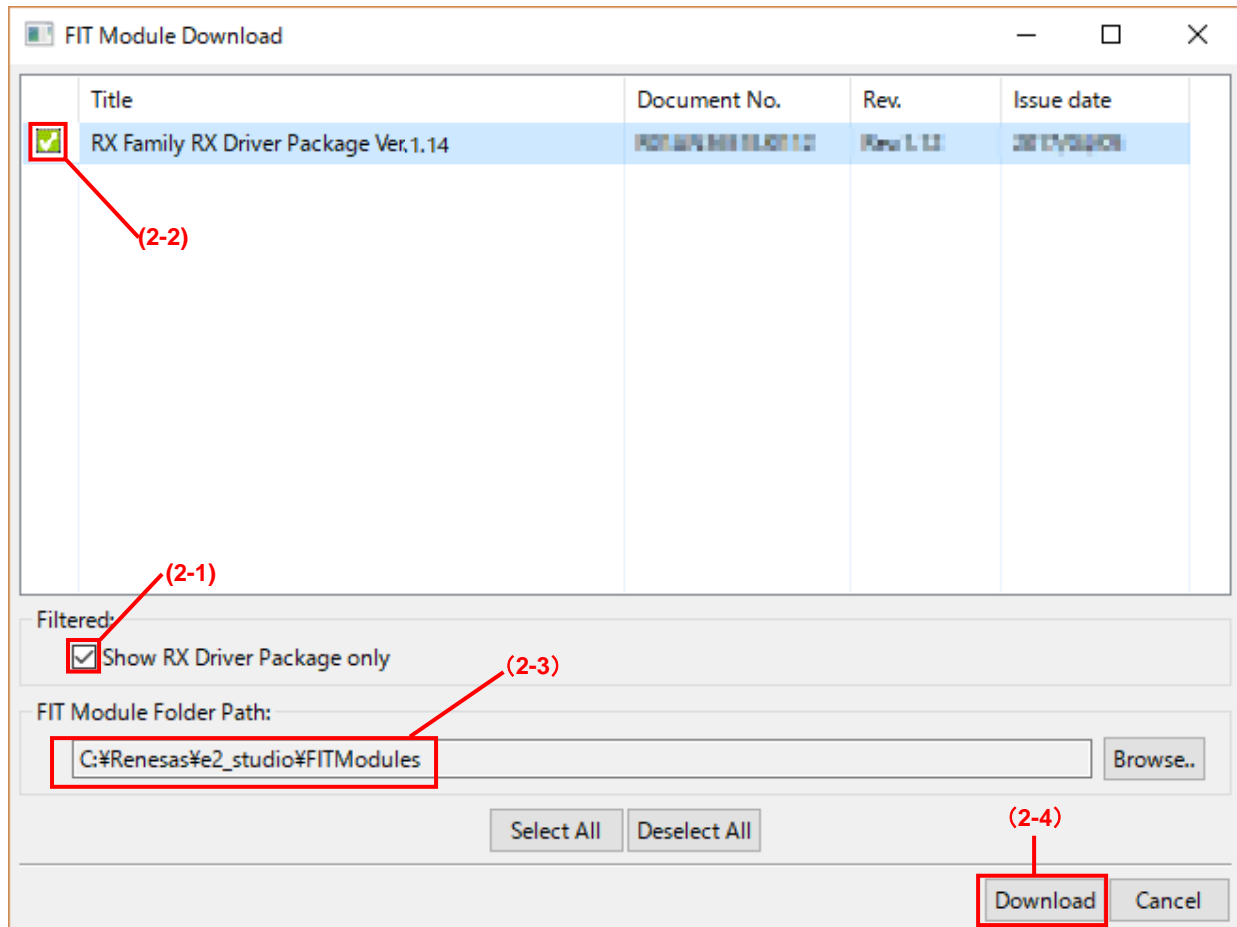 FIT Module Download
Title Document No. Rev. Issue date
RX Family RX Driver Package Ver.1.14
(2-2)
(2-1)
Filtered:
Show RX Driver Package only
(2-3)
FIT Module Folder Path:
C:¥Renesas¥e2_studio¥FITModules Browse..
Select All Deselect All
(2-4)
Download Cancel